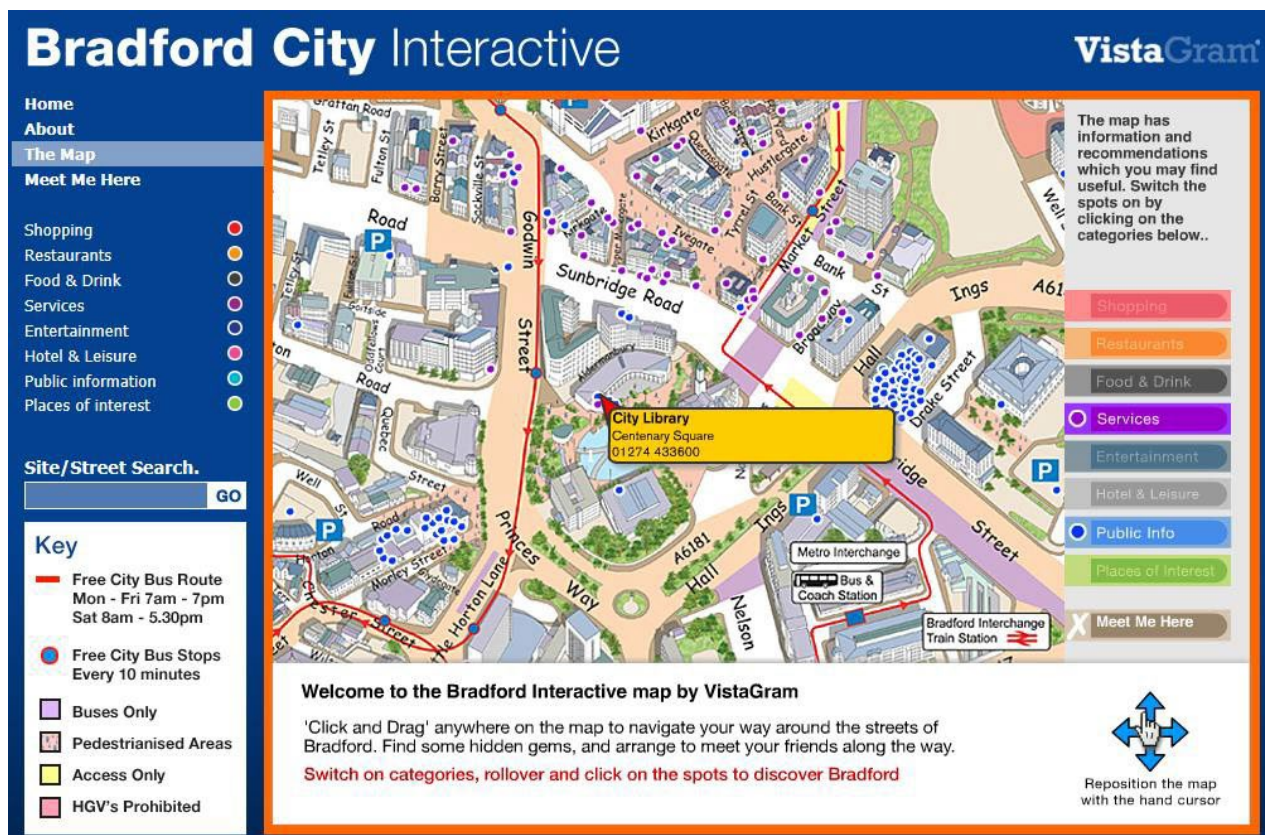 Bradford City Interactive
VistaGram
Home
About
The Map
Meet Me Here
Shopping
Restaurants
Food & Drink
Services
Entertainment
Hotel & Leisure
Public information
Places of interest
Site/Street Search.
GO
Key
Free City Bus Route
Mon - Fri 7am - 7pm
Sat 8am - 5.30pm
Free City Bus Stops
Every 10 minutes
Buses Only
Pedestrianised Areas
Access Only
HGV's Prohibited
Grattan Road
Tetley St
Fulton St
Barry Street
Sackville St
Godwin
Street
Kirkgate
Queensgate
Hustlergate
Bank St
Tyrrel St
Market Street
Kirkgate
Ivegate
Road
P
Sunbridge Road
Bank
St
Broadway
Ings
A61
Hall
Drake Street
Tetley St
Road
Quebec
Street
Aldermanbury
City Library
Centenary Square
01274 433600
Well
St
P
Road
Morley Street
Chester Street
Horton Lane
Princes
Way
A6181
Hall
Ings
P
P
Street
Nelson
Metro Interchange
Bus &
Coach Station
Bradford Interchange
Train Station
The map has
information and
recommendations
which you may find
useful. Switch the
spots on by
clicking on the
categories below..
Shopping
Restaurants
Food & Drink
Services
Entertainment
Hotel & Leisure
Public Info
Places of Interest
Meet Me Here
Welcome to the Bradford Interactive map by VistaGram
'Click and Drag' anywhere on the map to navigate your way around the streets of
Bradford. Find some hidden gems, and arrange to meet your friends along the way.
Switch on categories, rollover and click on the spots to discover Bradford
Reposition the map
with the hand cursor